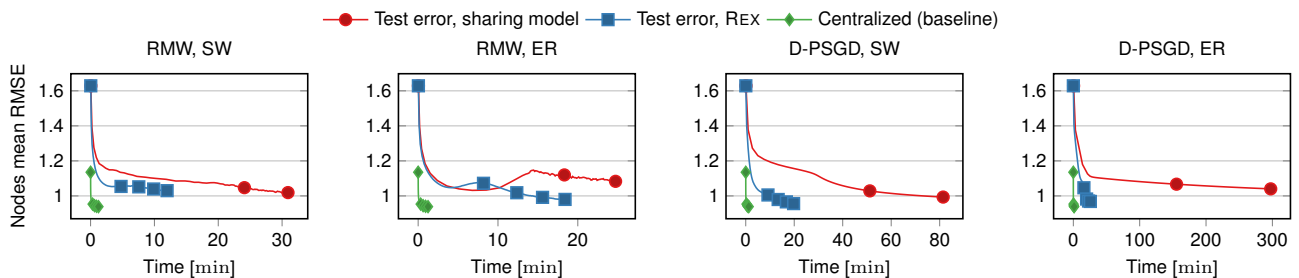 Test error, sharing model Test error, REX Centralized (baseline)
RMW, SW RMW, ER D-PSGD, SW D-PSGD, ER
Nodes mean RMSE
1.6 1.6 1.6 1.6
1.4 1.4 1.4 1.4
1.2 1.2 1.2 1.2
1 1 1 1
0 10 20 30 0 10 20 0 20 40 60 80 0 100 200 300
Time [min] Time [min] Time [min] Time [min]